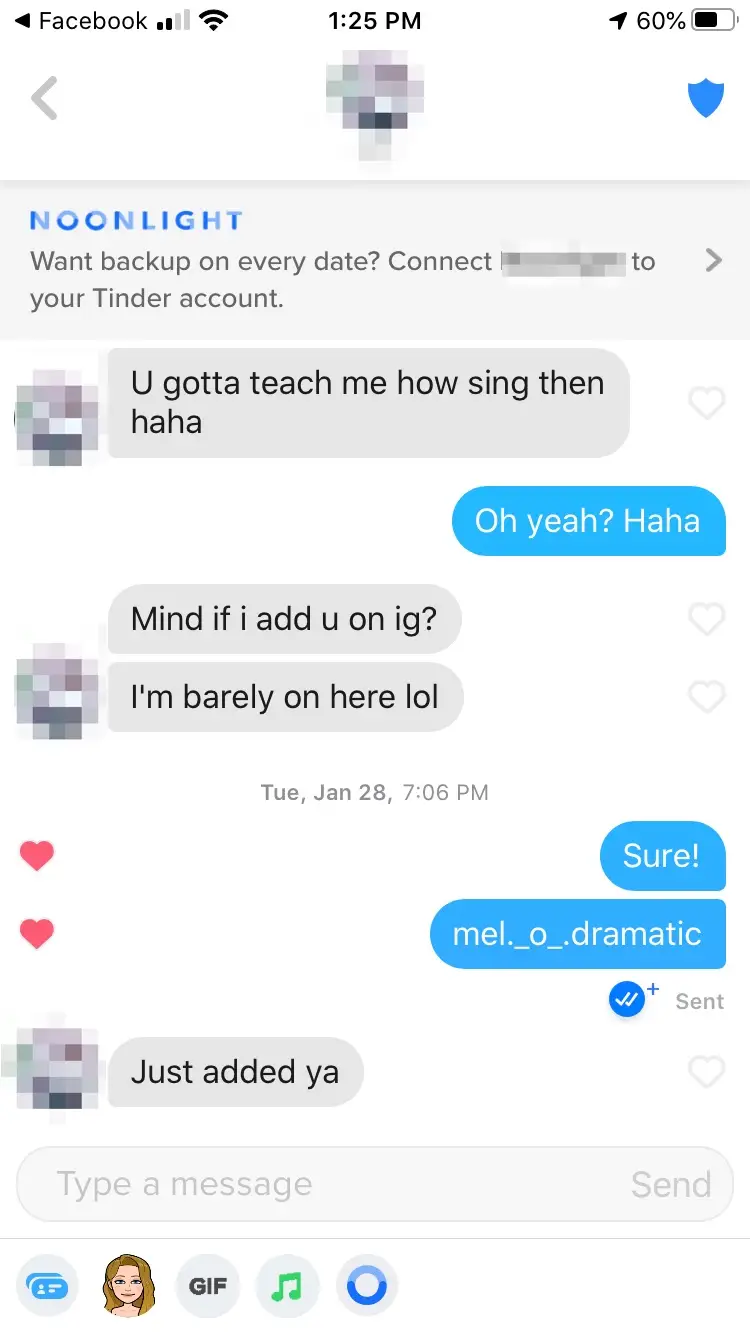 Facebook
1:25 PM
60%
NOONLIGHT
Want backup on every date? Connect to
your Tinder account.
U gotta teach me how sing then
haha
Oh yeah? Haha
Mind if i add u on ig?
I'm barely on here lol
Tue, Jan 28, 7:06 PM
Sure!
mel._o_.dramatic
Sent
Just added ya
Type a message
Send
GIF